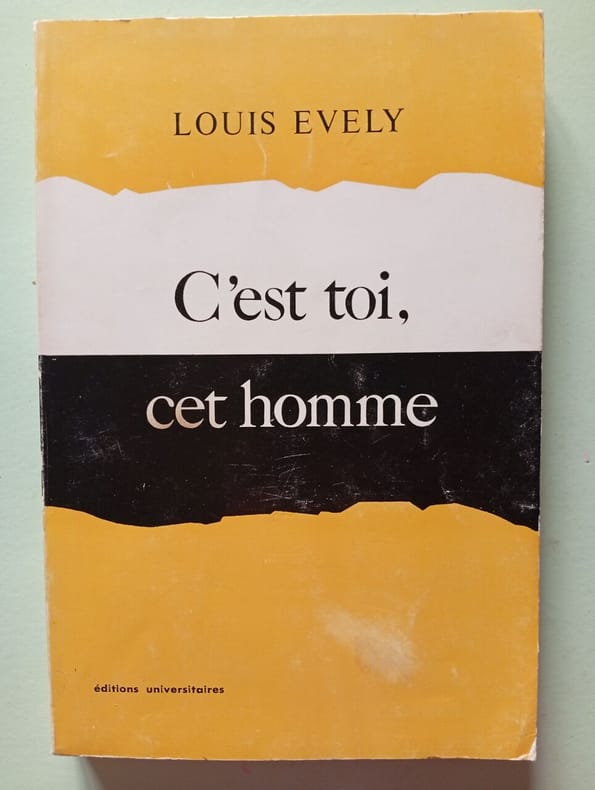 LOUIS EVELY
C'est toi,
cet homme
éditions universitaires